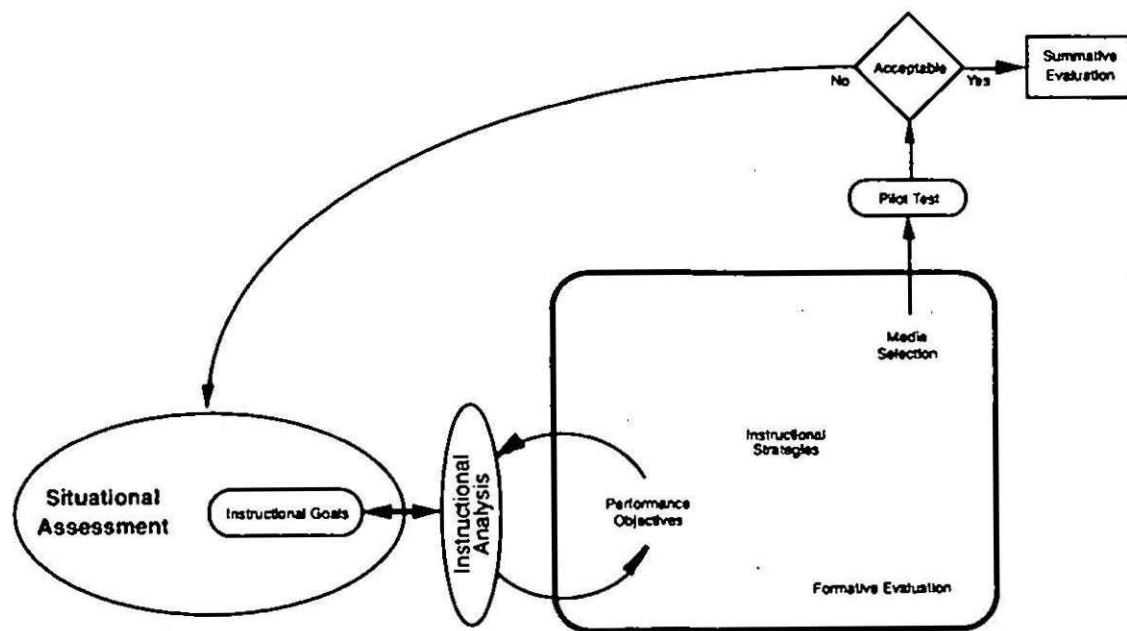 Acceptable
No
Yes
Summative
Evaluation
Pilot Test
Media
Selection
Instructional
Strategies
Situational
Assessment
Instructional Goals
Instructional
Analysis
Performance
Objectives
Formative Evaluation